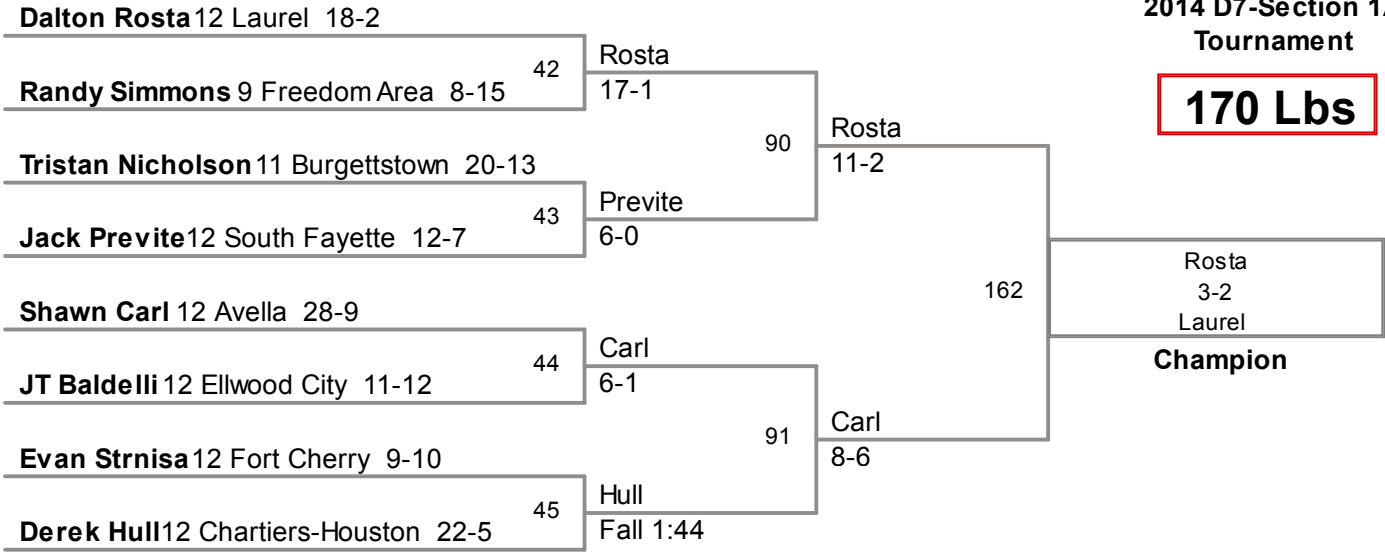 Dalton Rosta 12 Laurel 18-2
2014 D7-Section 1
Tournament
170 Lbs
42
Rosta
17-1
Randy Simmons 9 Freedom Area 8-15
90
Rosta
11-2
Tristan Nicholson 11 Burgettstown 20-13
43
Previte
6-0
Jack Previte 12 South Fayette 12-7
162
Rosta
3-2
Laurel
Champion
Shawn Carl 12 Avella 28-9
44
Carl
6-1
JT Baldelli 12 Ellwood City 11-12
91
Carl
8-6
Evan Strnisa 12 Fort Cherry 9-10
45
Hull
Fall 1:44
Derek Hull 12 Chartiers-Houston 22-5